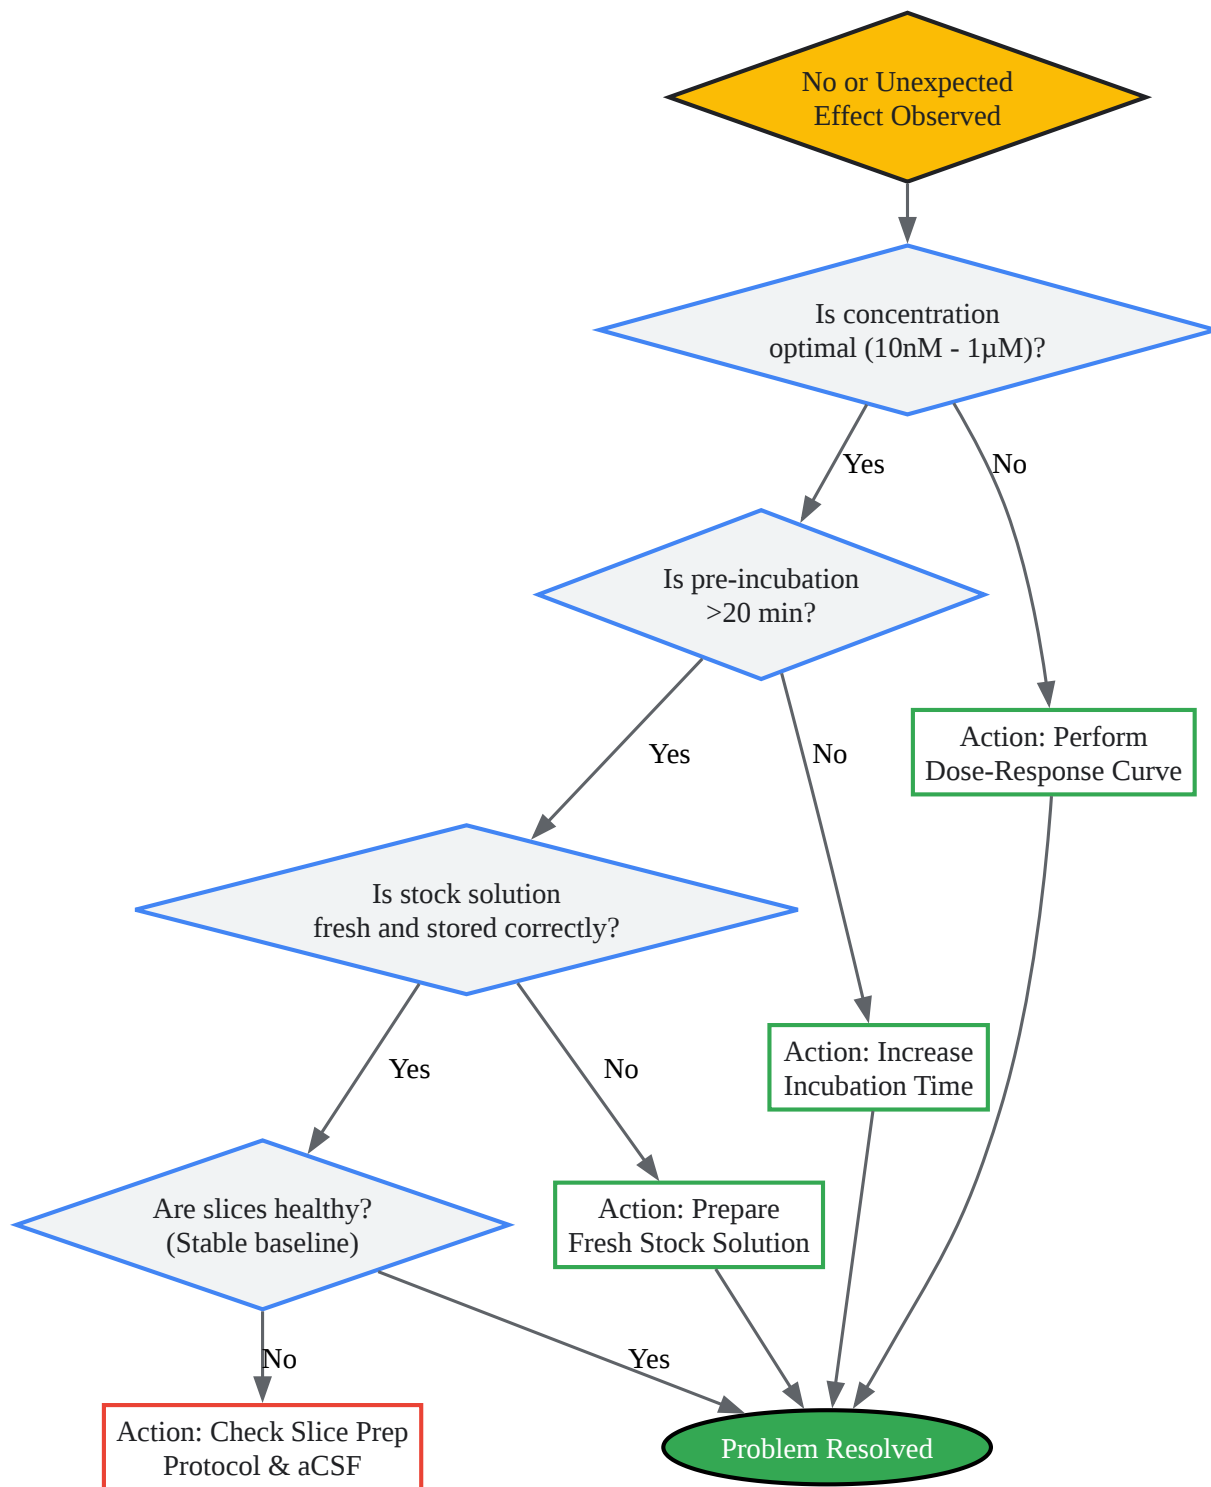 No or Unexpected
Effect Observed
Is concentration
optimal (10nM - 1µM)?
Yes
No
Is pre-incubation
>20 min?
Yes
No
Action: Perform
Dose-Response Curve
Is stock solution
fresh and stored correctly?
Yes
No
Action: Increase
Incubation Time
Are slices healthy?
(Stable baseline)
Action: Prepare
Fresh Stock Solution
No
Yes
Action: Check Slice Prep
Protocol & aCSF
Problem Resolved